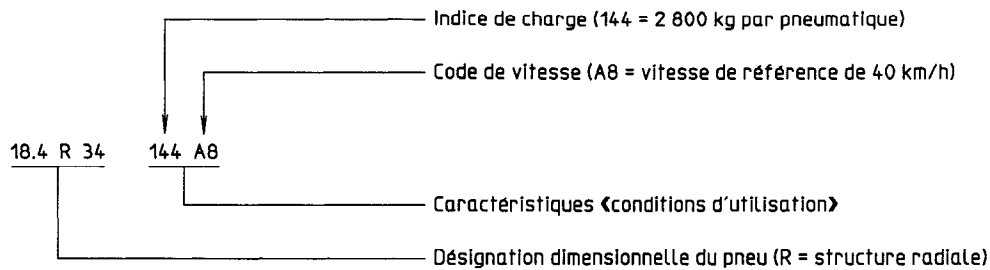 Indice de charge (144 = 2 800 kg par pneumatique)
Code de vitesse (A8 = vitesse de référence de 40 km/h)
18.4 R 34 144 A8
Caractéristiques «conditions d'utilisation»
Désignation dimensionnelle du pneu (R = structure radiale)